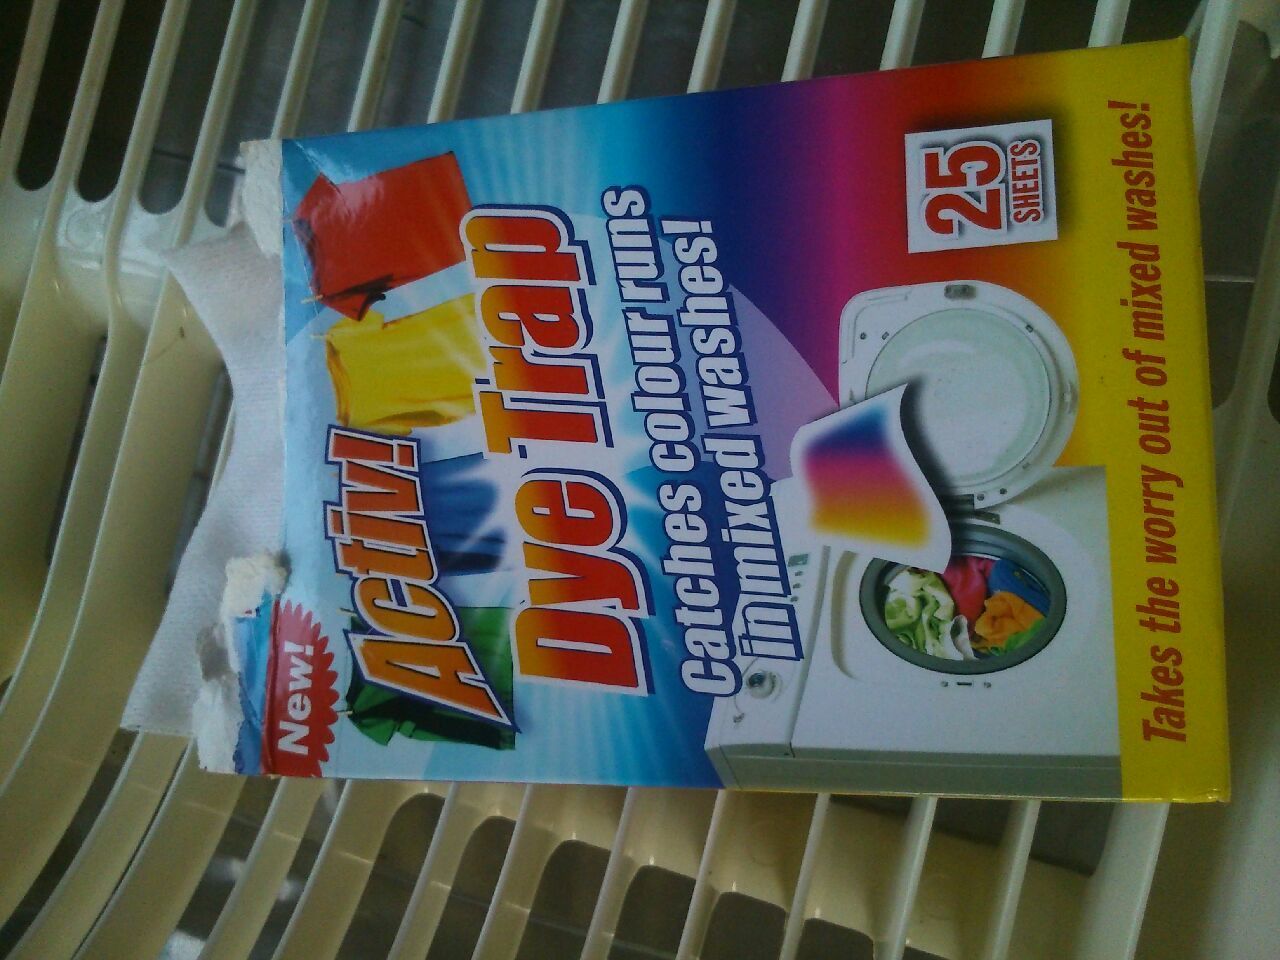 New!
Activ!
Dye Trap
Catches colour runs
in mixed washes!
25
SHEETS
Takes the worry out of mixed washes!